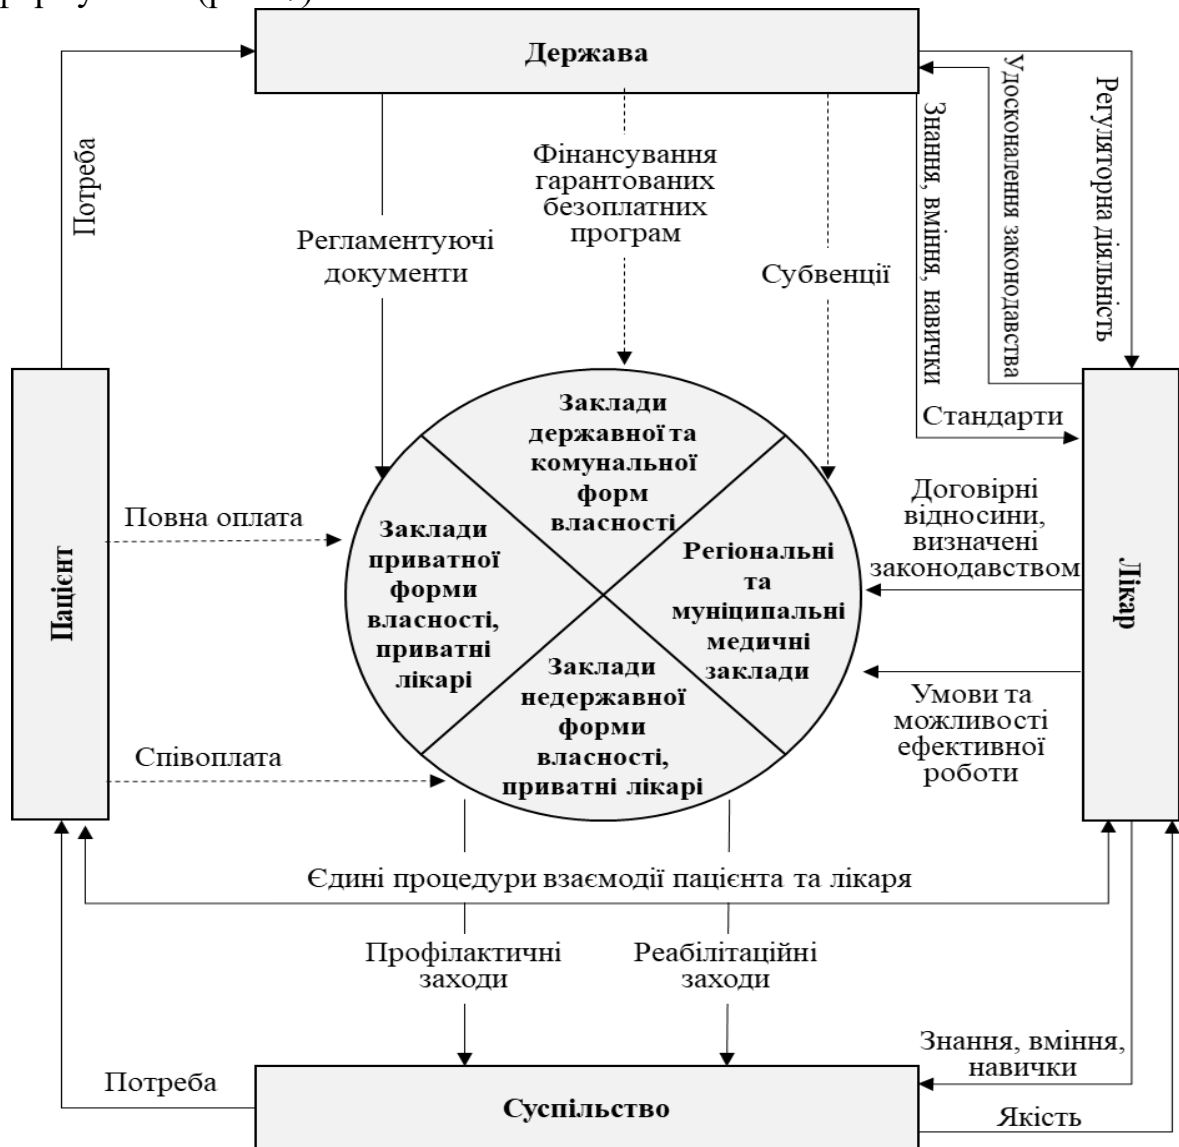 Держава
Потреба
Фінансування
гарантованих
безоплатних
програм
Регламентуючі
документи
Субвенції
Знання, вміння, навички
Удосконалення законодавства
Регуляторна діяльність
Стандарти
Пацієнт
Лікар
Заклади
державної та
комунальної
форм
власності
Заклади
приватної
форми
власності,
приватні
лікарі
Регіональні
та
муніципальні
медичні
заклади
Заклади
недержавної
форми
власності,
приватні лікарі
Повна оплата
Співоплата
Договірні
відносини,
визначені
законодавством
Умови та
можливості
ефективної
роботи
Єдині процедури взаємодії пацієнта та лікаря
Профілактичні
заходи
Реабілітаційні
заходи
Знання, вміння,
навички
Потреба
Суспільство
Якість